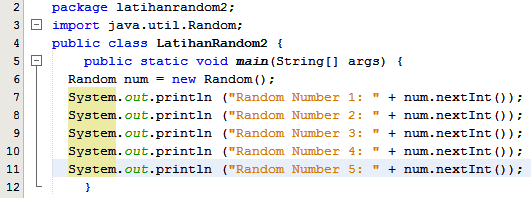 2 package latihanrandom2;
3 import java.util.Random;
4 public class LatihanRandom2 {
5 public static void main(String[] args) {
6 Random num = new Random();
7 System.out.println ("Random Number 1: " + num.nextInt());
8 System.out.println ("Random Number 2: " + num.nextInt());
9 System.out.println ("Random Number 3: " + num.nextInt());
10 System.out.println ("Random Number 4: " + num.nextInt());
11 System.out.println ("Random Number 5: " + num.nextInt());
12 }